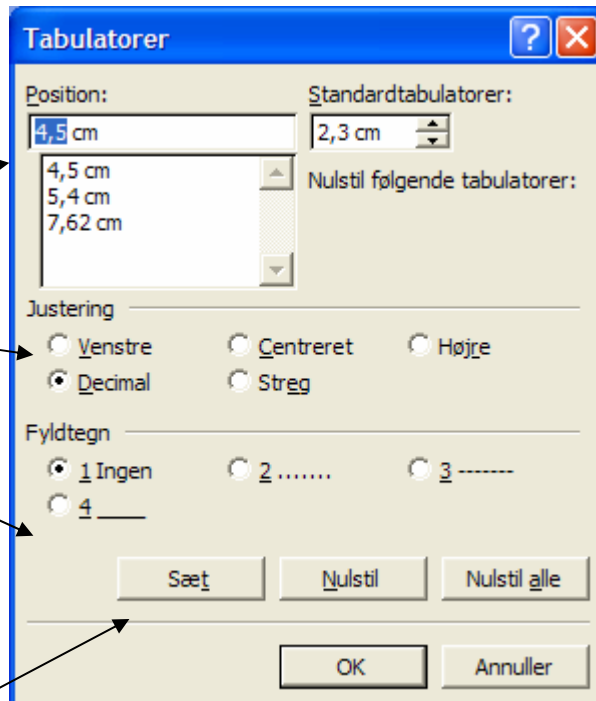 Tabulatorer
Position:
Standardtabulatorer:
4,5 cm
2,3 cm
4,5 cm
5,4 cm
7,62 cm
Nulstil følgende tabulatorer:
Justering
Venstre
Centreret
Højre
Decimal
Streg
Fyldtegn
1 Ingen
2 .......
3 -------
4 ____
Sæt
Nulstil
Nulstil alle
OK
Annuller